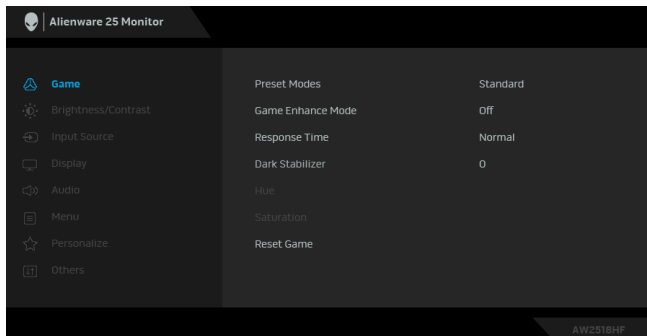 Alienware 25 Monitor
Game
Preset Modes Standard
Brightness/Contrast
Game Enhance Mode Off
Input Source
Response Time Normal
Display
Dark Stabilizer 0
Audio
Hue
Menu
Saturation
Personalize
Reset Game
Others
AW2518HF